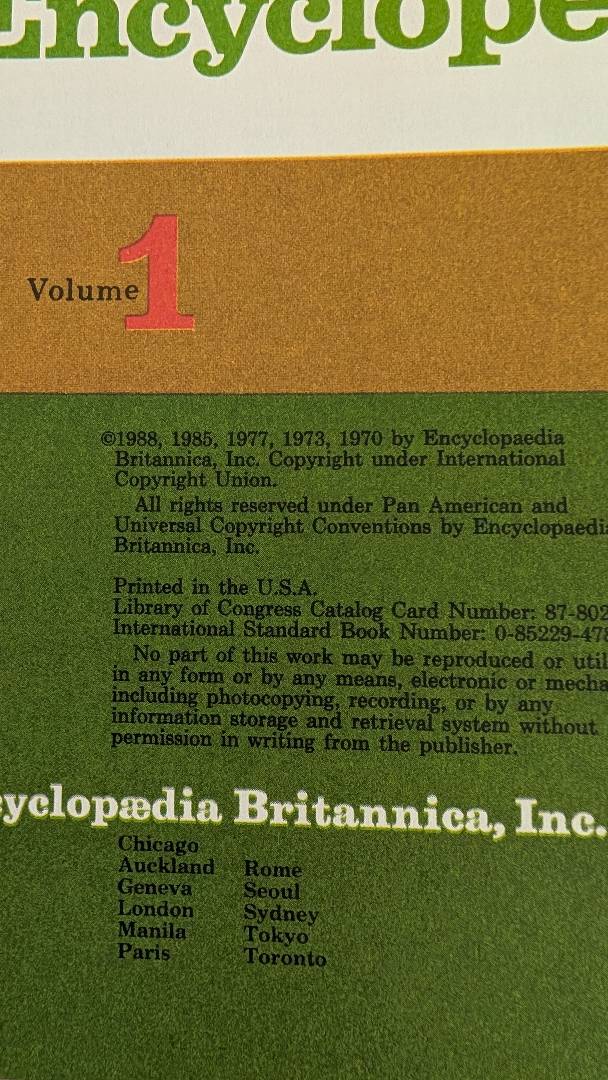 Encyclope
Volume 1
©1988, 1985, 1977, 1973, 1970 by Encyclopaedia
Britannica, Inc. Copyright under International
Copyright Union.
All rights reserved under Pan American and
Universal Copyright Conventions by Encyclopaedia
Britannica, Inc.
Printed in the U.S.A.
Library of Congress Catalog Card Number: 87-802
International Standard Book Number: 0-85229-478
No part of this work may be reproduced or util
in any form or by any means, electronic or mecha
including photocopying, recording, or by any
information storage and retrieval system without
permission in writing from the publisher.
cyclopædia Britannica, Inc.
Chicago
Auckland Rome
Geneva Seoul
London Sydney
Manila Tokyo
Paris Toronto